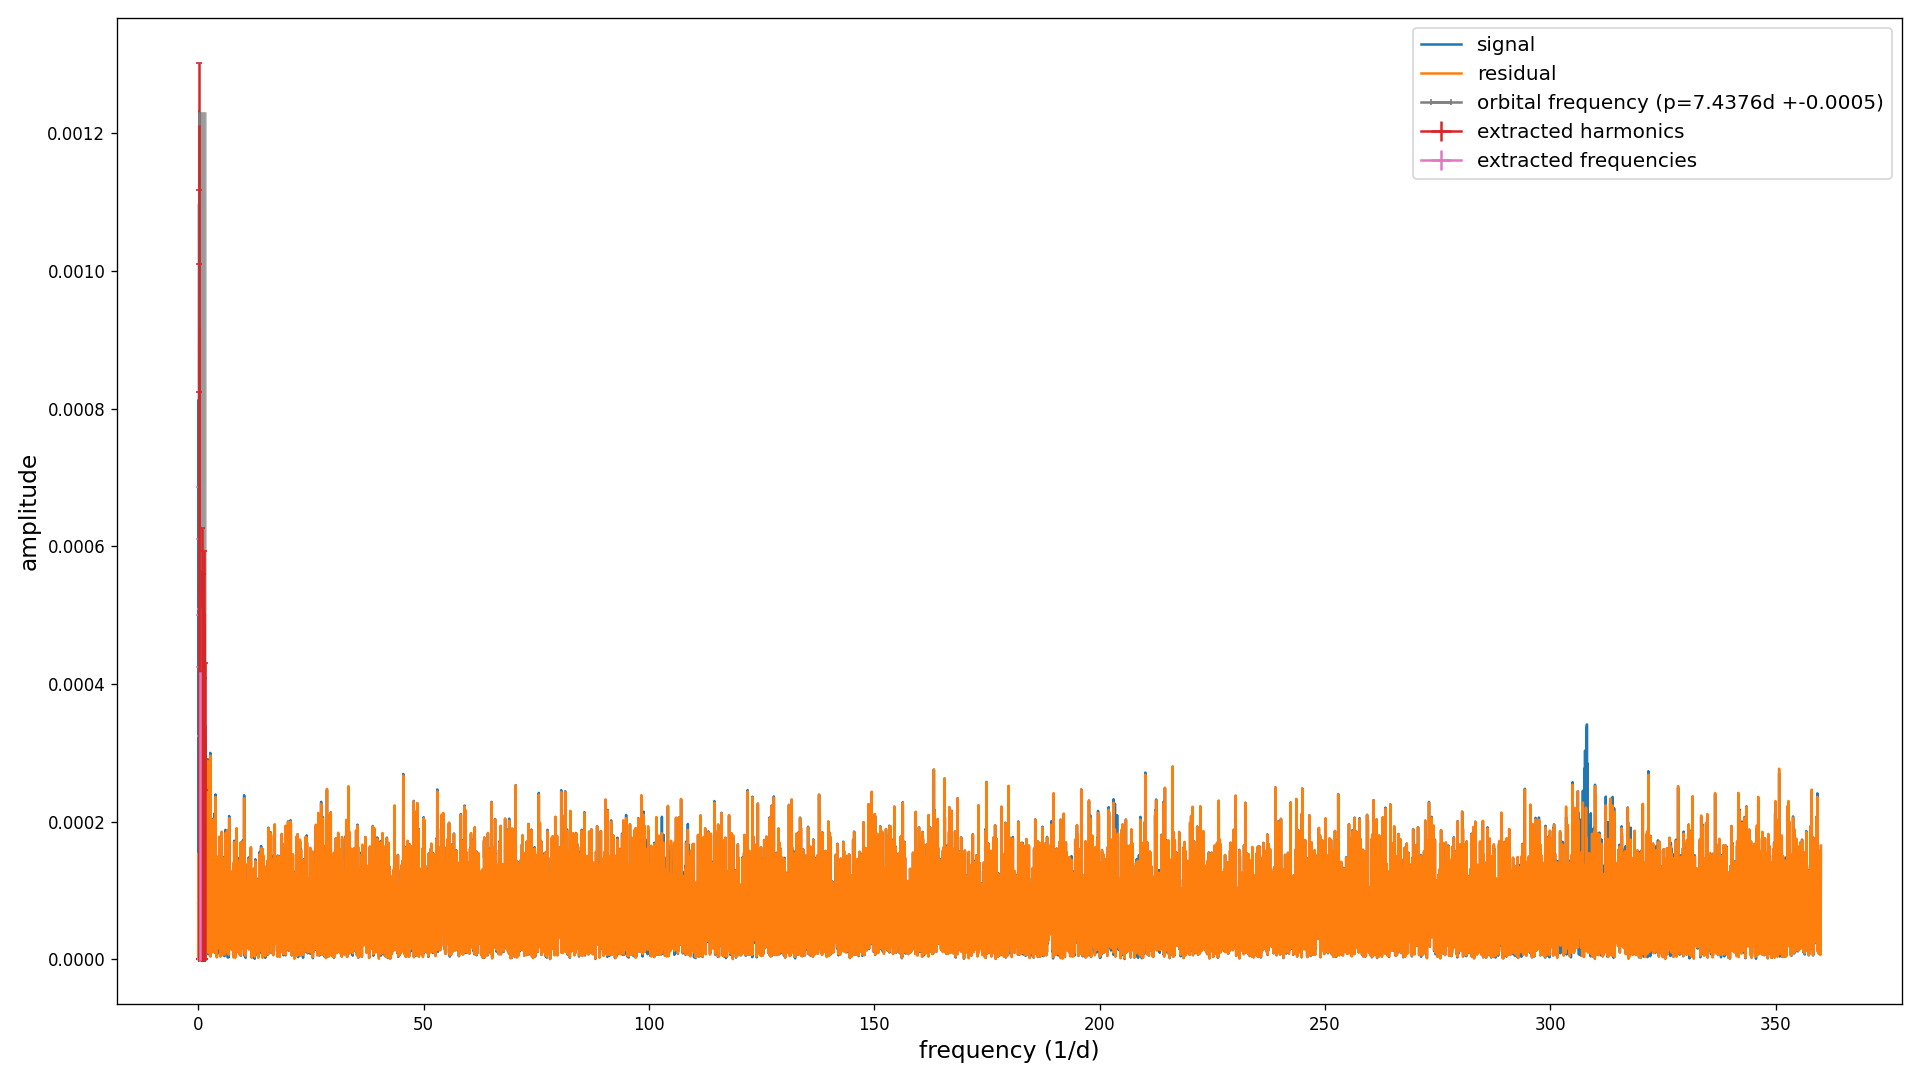 signal
residual
orbital frequency (p=7.4376d +-0.0005)
extracted harmonics
extracted frequencies
0.0012
0.0010
0.0008
0.0006
0.0004
0.0002
0.0000
amplitude
0 50 100 150 200 250 300 350
frequency (1/d)